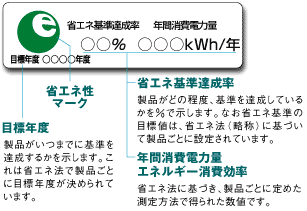 省エネ基準達成率 年間消費電力量
○○% ○○○kWh/年
目標年度 ○○○○年度
省エネ性
マーク
目標年度
製品がいつまでに基準を
達成するかを示します。こ
れは省エネ法で製品ごと
に目標年度が決められて
います。
省エネ基準達成率
製品がどの程度、基準を達成している
かを%で示します。なお省エネ基準の
目標値は、省エネ法(略称)に基づい
て製品ごとに設定されています。
年間消費電力量
エネルギー消費効率
省エネ法に基づき、製品ごとに定めた
測定方法で得られた数値です。